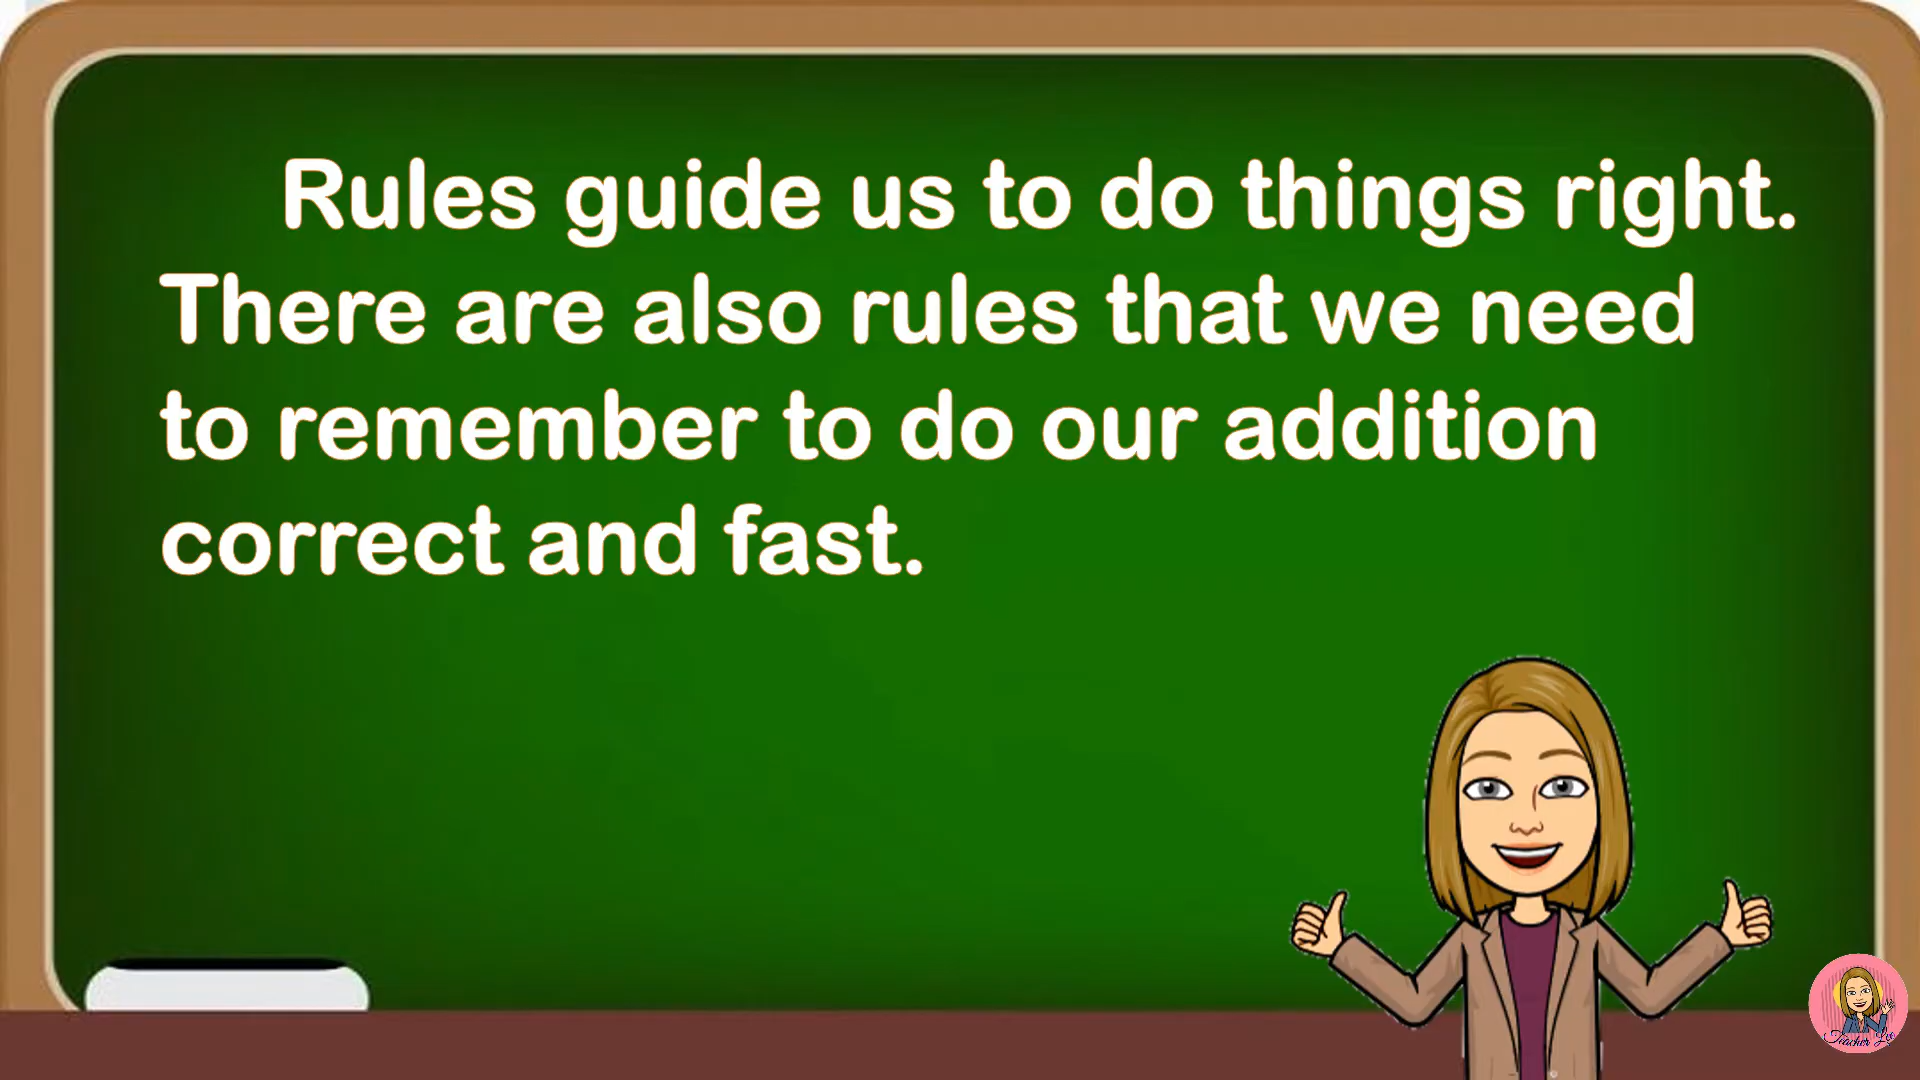 Rules guide us to do things right.
There are also rules that we need
to remember to do our addition
correct and fast.
Teacher